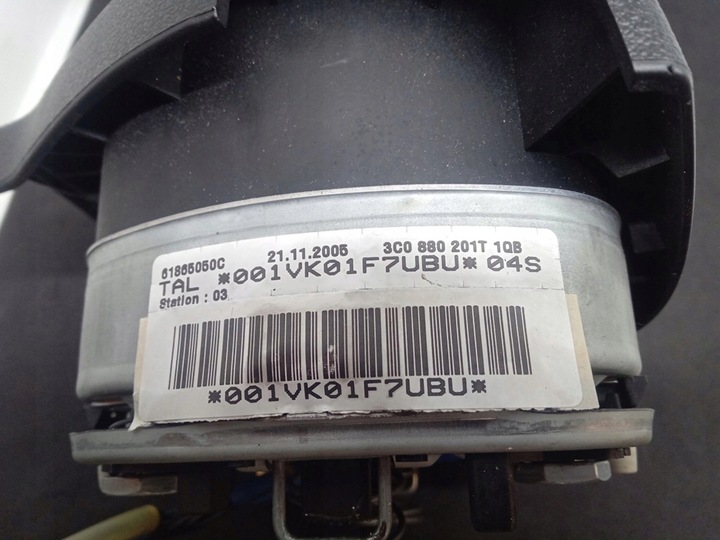 61865050C 21.11.2005 3C0 880 201T 1QB
TAL *001VK01F7UBU* 04S
Station : 03
*001VK01F7UBU*